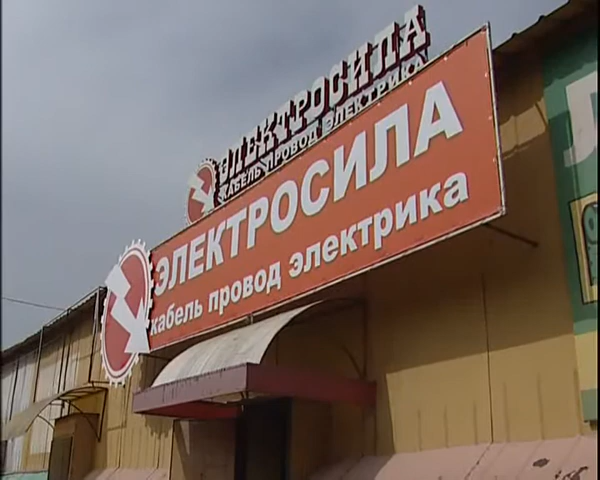 ЭЛЕКТРОСИЛА
КАБЕЛЬ ПРОВОД ЭЛЕКТРИКА
ЭЛЕКТРОСИЛА
кабель провод электрика